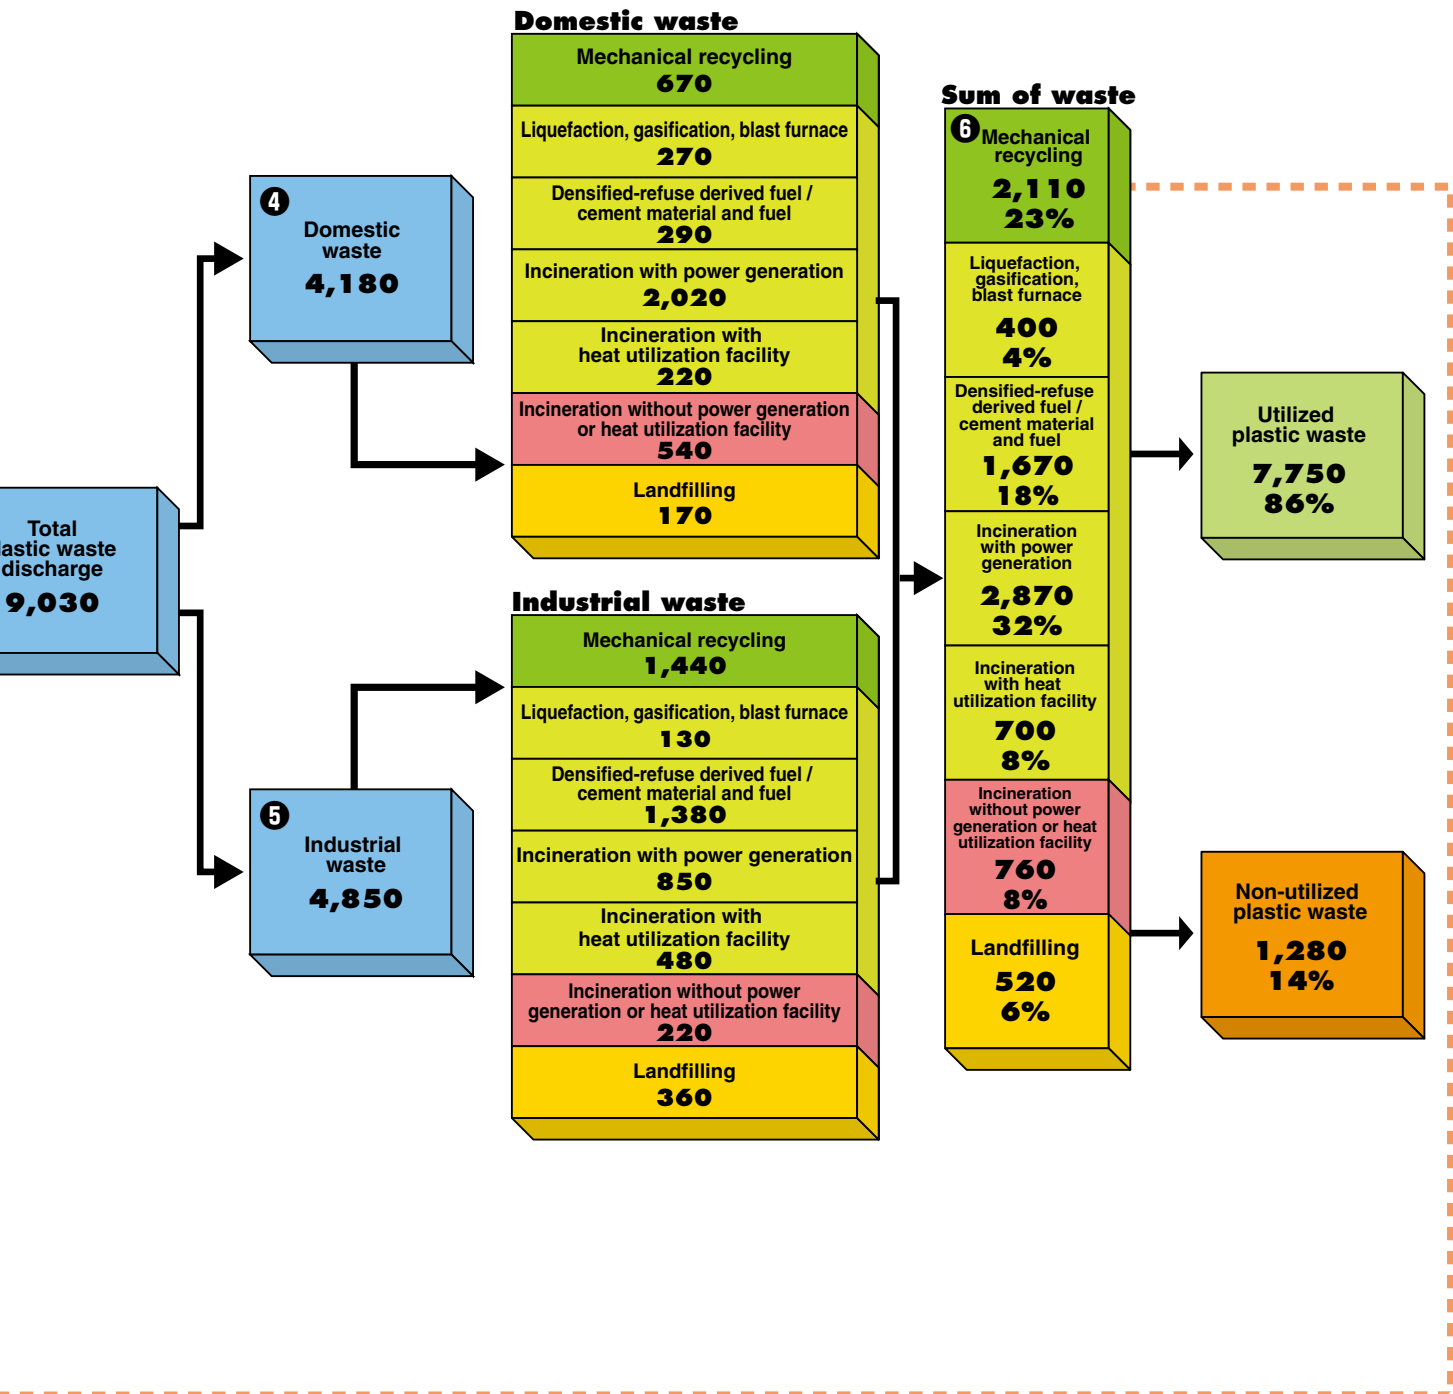 Domestic waste
Mechanical recycling
670
Liquefaction, gasification, blast furnace
270
Densified-refuse derived fuel /
cement material and fuel
290
Incineration with power generation
2,020
Incineration with
heat utilization facility
220
Incineration without power generation
or heat utilization facility
540
Landfilling
170
Sum of waste
6
Mechanical
recycling
2,110
23%
Liquefaction,
gasification,
blast furnace
400
4%
Densified-refuse
derived fuel /
cement material
and fuel
1,670
18%
Incineration
with power
generation
2,870
32%
Incineration
with heat
utilization facility
700
8%
Incineration
without power
generation or heat
utilization facility
760
8%
Landfilling
520
6%
4
Domestic
waste
4,180
Total
lastic waste
discharge
9,030
5
Industrial
waste
4,850
Industrial waste
Mechanical recycling
1,440
Liquefaction, gasification, blast furnace
130
Densified-refuse derived fuel /
cement material and fuel
1,380
Incineration with power generation
850
Incineration with
heat utilization facility
480
Incineration without power
generation or heat utilization facility
220
Landfilling
360
Utilized
plastic waste
7,750
86%
Non-utilized
plastic waste
1,280
14%